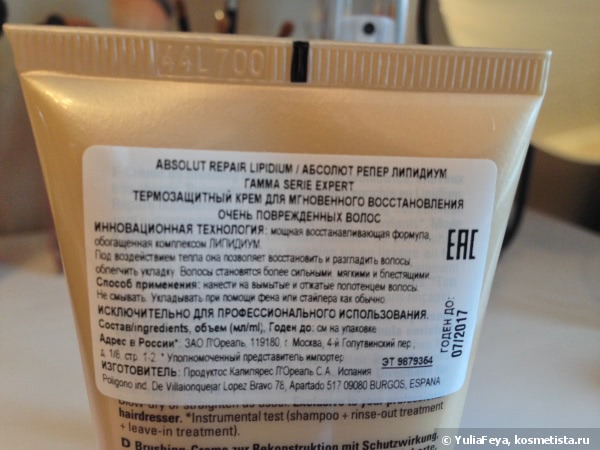 44L700
ABSOLUT REPAIR LIPIDIUM / АБСОЛЮТ РЕПЕР ЛИПИДИУМ
ГАММА SERIE EXPERT
ТЕРМОЗАЩИТНЫЙ КРЕМ ДЛЯ МГНОВЕННОГО ВОССТАНОВЛЕНИЯ
ОЧЕНЬ ПОВРЕЖДЕННЫХ ВОЛОС
ИННОВАЦИОННАЯ ТЕХНОЛОГИЯ: мощная восстанавливающая формула,
обогащенная комплексом ЛИПИДИУМ.
Под воздействием тепла она позволяет восстановить и разгладить волосы,
облегчить укладку. Волосы становятся более сильными, мягкими и блестящими.
Способ применения: нанести на вымытые и отжатые полотенцем волосы.
Не смывать. Укладывать при помощи фена или стайлера как обычно.
ИСКЛЮЧИТЕЛЬНО ДЛЯ ПРОФЕССИОНАЛЬНОГО ИСПОЛЬЗОВАНИЯ.
Состав/ingredients, объем (мл/ml), Годен до: см на упаковке
Адрес в России*: ЗАО Л'Ореаль, 119180, г. Москва, 4-й Голутвинский пер.,
д. 1/8, стр. 1-2. * Уполномоченный представитель импортер
ИЗГОТОВИТЕЛЬ: Продуктос Капилярес Л'Ореаль С.А., Испания
Poligono ind. De Villalonquejar Lopez Bravo 78, Apartado 517 09080 BURGOS, ESPANA
ЭТ 9879364
EAC
ГОДЕН ДО:
07/2017
hairdresser. *Instrumental test (shampoo + rinse-out treatment
+ leave-in treatment).
D Brushing-Creme zur Rekonstruktion mit Schutzwirkung.
© YuliaFeya, kosmetista.ru